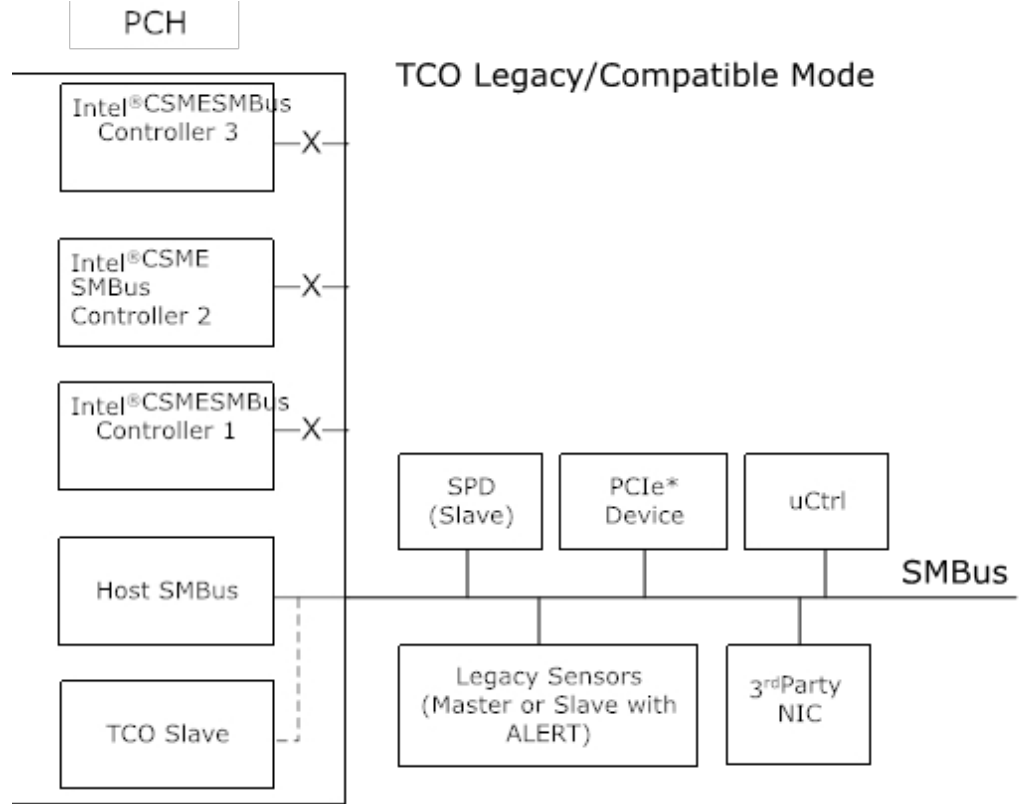 PCH
TCO Legacy/Compatible Mode
Intel®CSMESMBus
Controller 3
X
Intel®CSME
SMBus
Controller 2
X
Intel®CSMESMBus
Controller 1
X
SPD
(Slave)
PCIe*
Device
uCtrl
Host SMBus
SMBus
Legacy Sensors
(Master or Slave with
ALERT)
3rdParty
NIC
TCO Slave